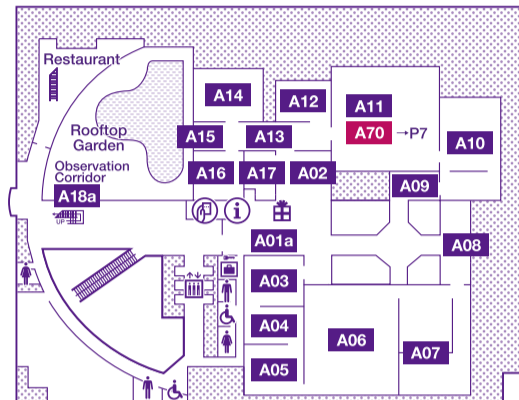 Restaurant
A14
A12
A11
A70 →P7
A10
Rooftop
Garden
A15
A13
Observation
Corridor
A16
A17
A02
A09
A18a
UP
i
A01a
A08
A03
A04
A06
A07
A05